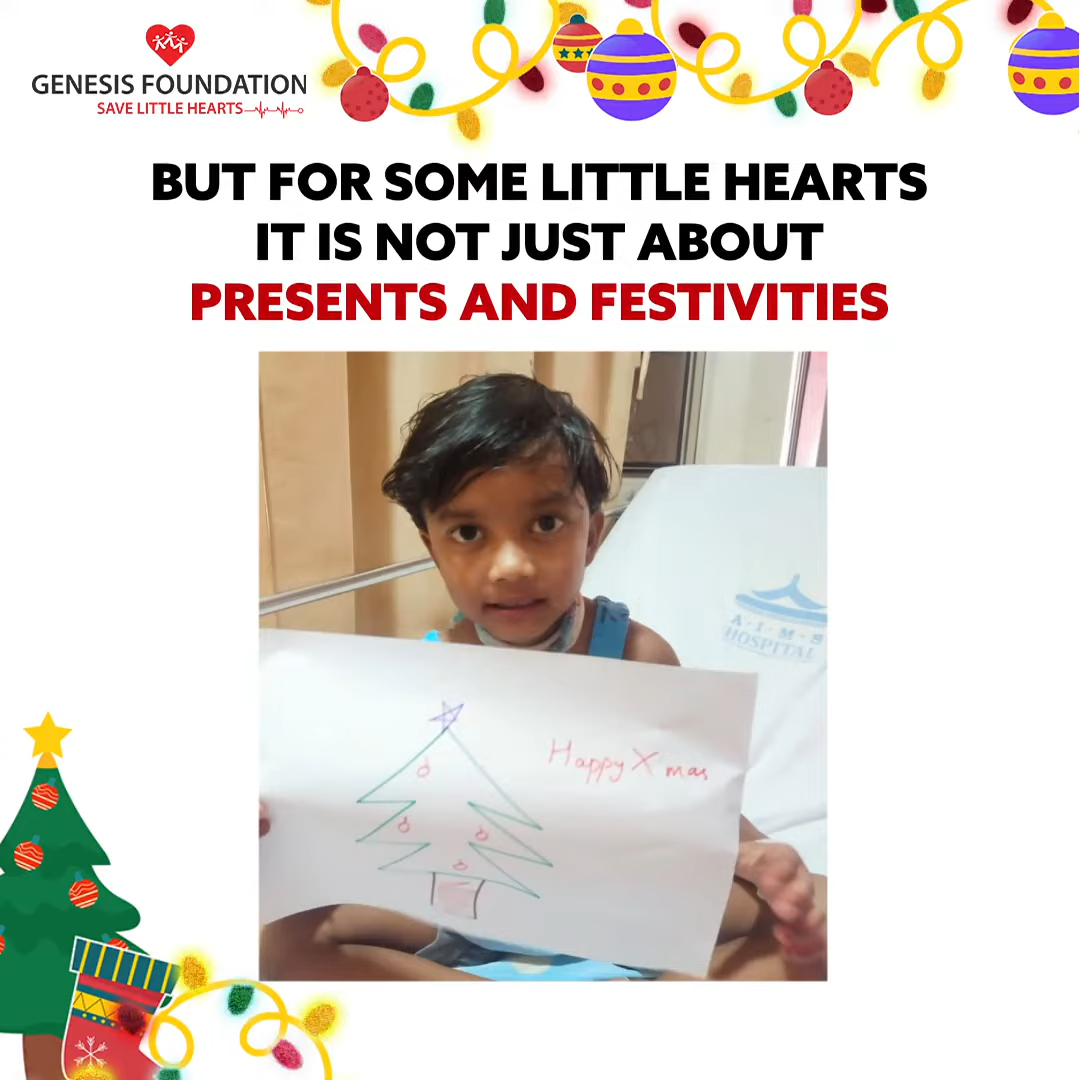 GENESIS FOUNDATION
SAVE LITTLE HEARTS
BUT FOR SOME LITTLE HEARTS
IT IS NOT JUST ABOUT
PRESENTS AND FESTIVITIES
A·I·M·S
HOSPITAL
Happy X mas